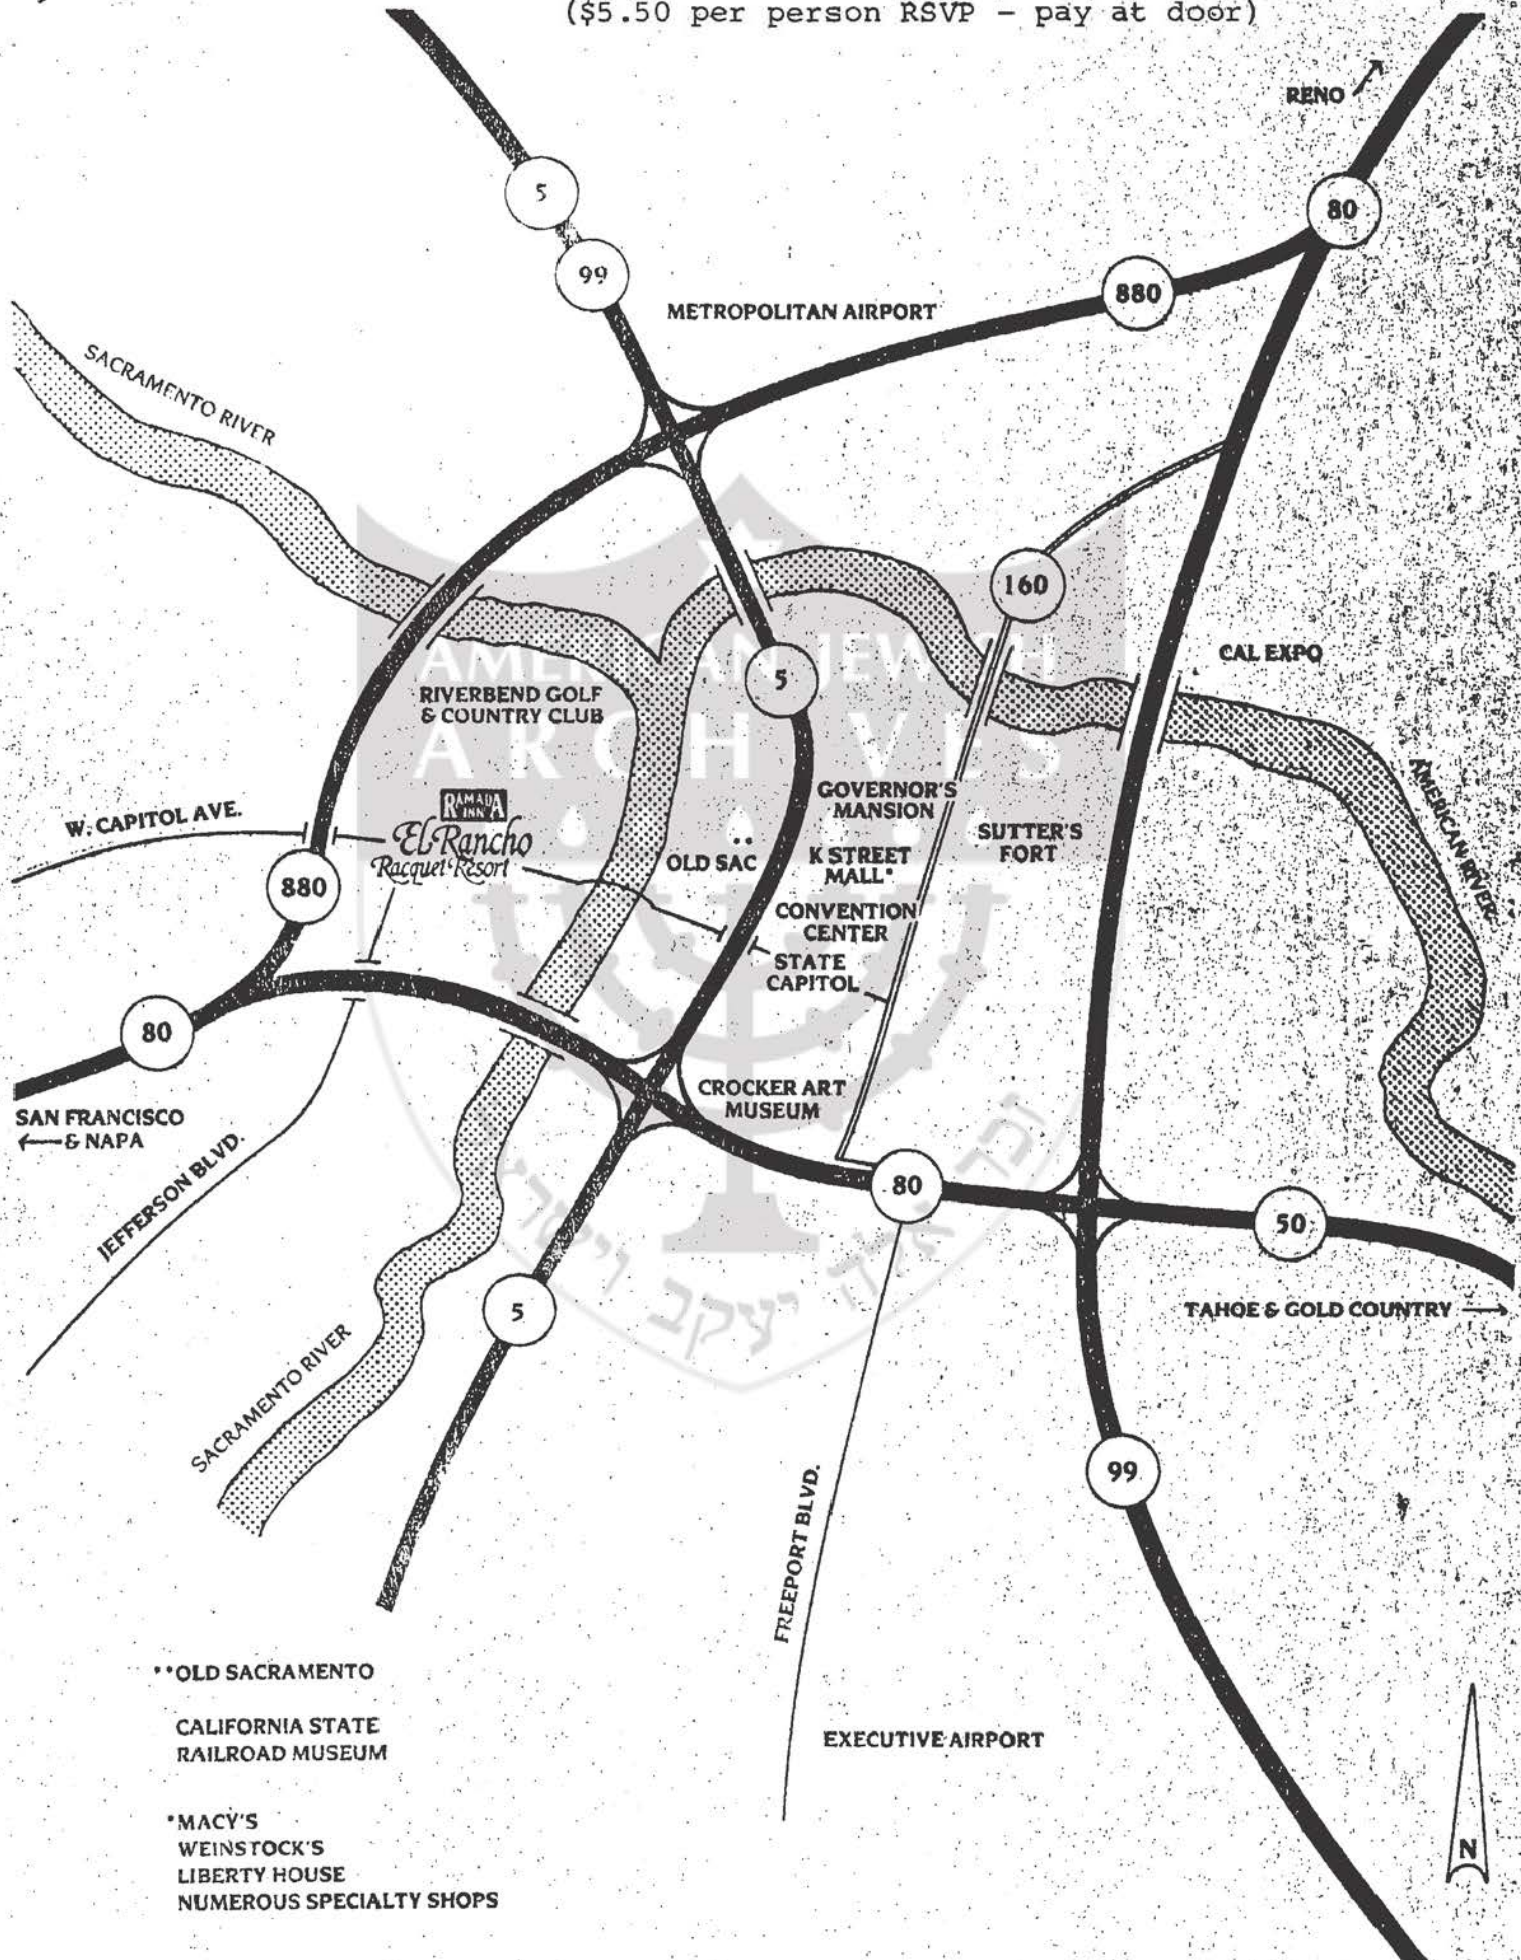 ($5.50 per person RSVP - pay at door)
RENO
5
80
99
880
METROPOLITAN AIRPORT
SACRAMENTO RIVER
160
AMERICAN JEWISH
ARCHIVES
CAL EXPO
5
RIVERBEND GOLF
& COUNTRY CLUB
AMERICAN RIVER
GOVERNOR'S
MANSION
RAMADA
INN
El Rancho
Racquet Resort
W. CAPITOL AVE.
SUTTER'S
FORT
••
OLD SAC
K STREET
MALL*
880
CONVENTION
CENTER
STATE
CAPITOL
80
CROCKER ART
MUSEUM
SAN FRANCISCO
& NAPA
JEFFERSON BLVD.
80
50
5
TAHOE & GOLD COUNTRY
SACRAMENTO RIVER
99
FREEPORT BLVD.
**OLD SACRAMENTO
CALIFORNIA STATE
RAILROAD MUSEUM
EXECUTIVE AIRPORT
*MACY'S
WEINSTOCK'S
LIBERTY HOUSE
NUMEROUS SPECIALTY SHOPS
N